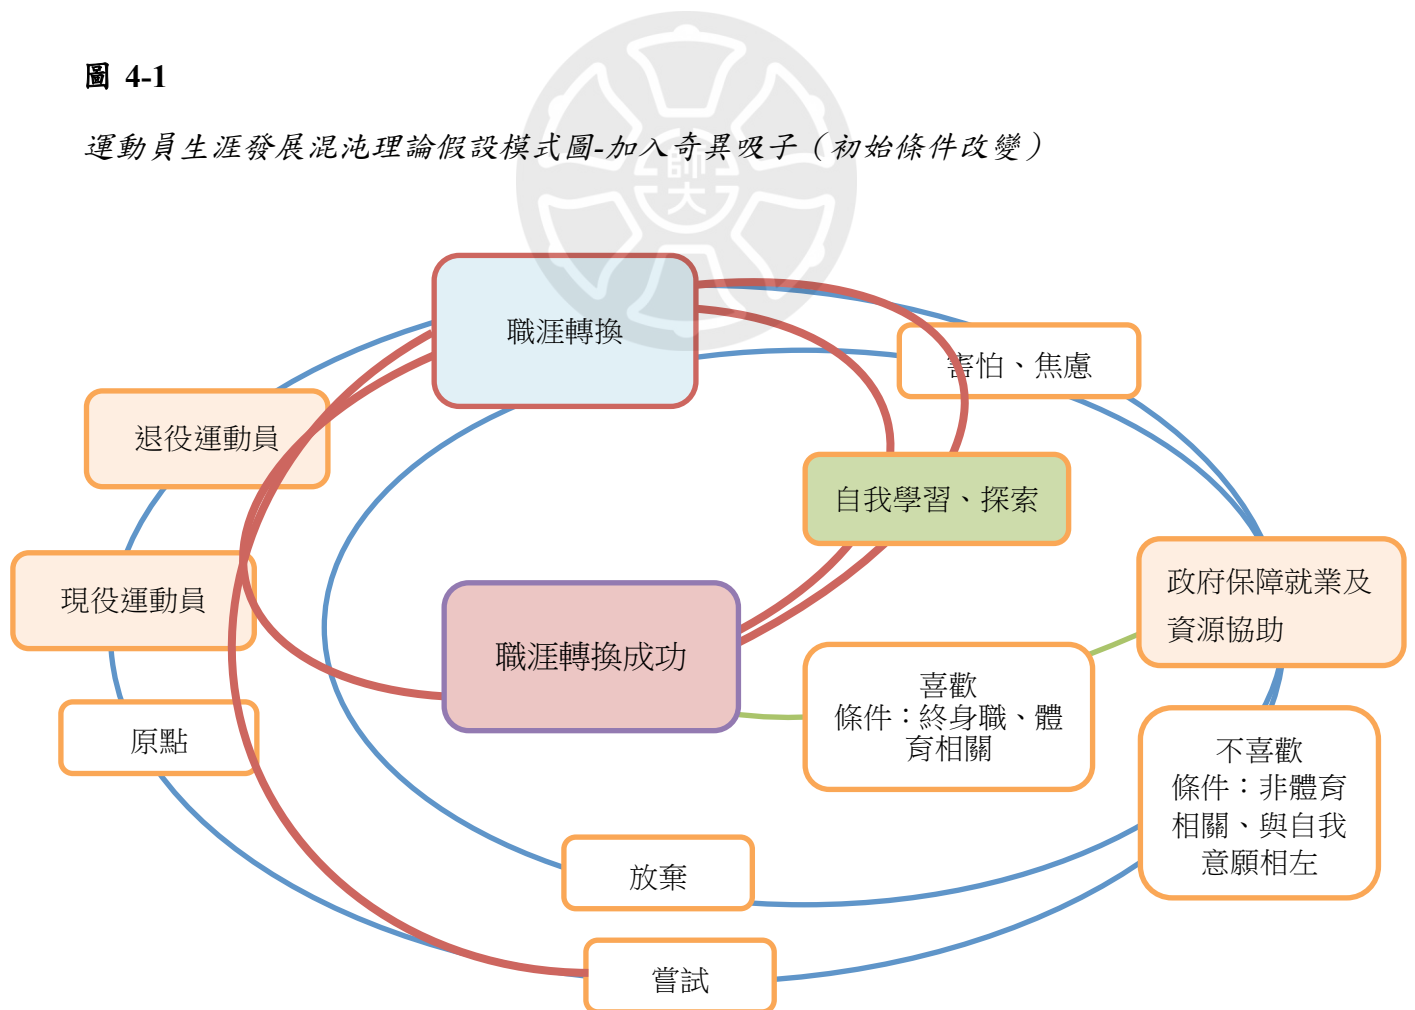 圖 4-1
運動員生涯發展混沌理論假設模式圖-加入奇異吸子（初始條件改變）
師大
職涯轉換
害怕、焦慮
退役運動員
自我學習、探索
現役運動員
政府保障就業及
資源協助
職涯轉換成功
喜歡
條件：終身職、體
育相關
原點
不喜歡
條件：非體育
相關、與自我
意願相左
放棄
嘗試